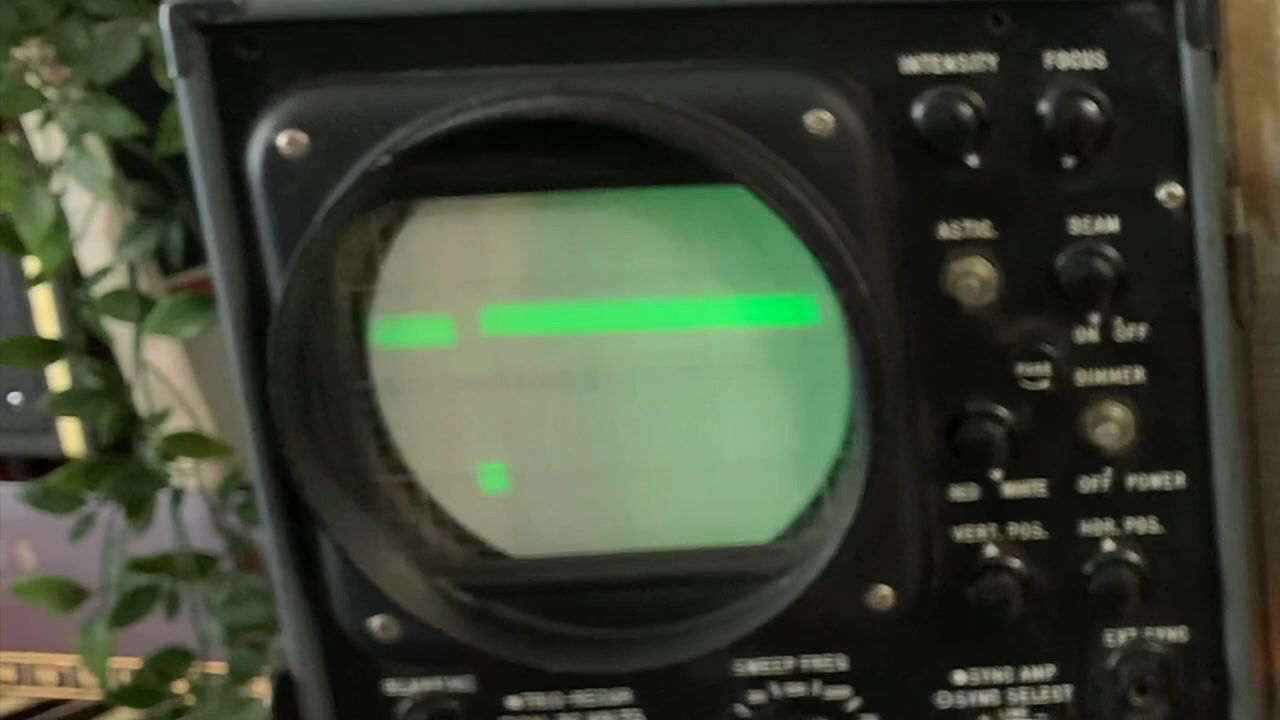 INTENSITY FOCUS
ASTIG. BEAM
ON OFF
DIMMER
RED WHITE OFF POWER
VERT. POS. HOR. POS.
EXT SYNC
SWEEP FREQ
SYNC AMP
SYNC SELECT